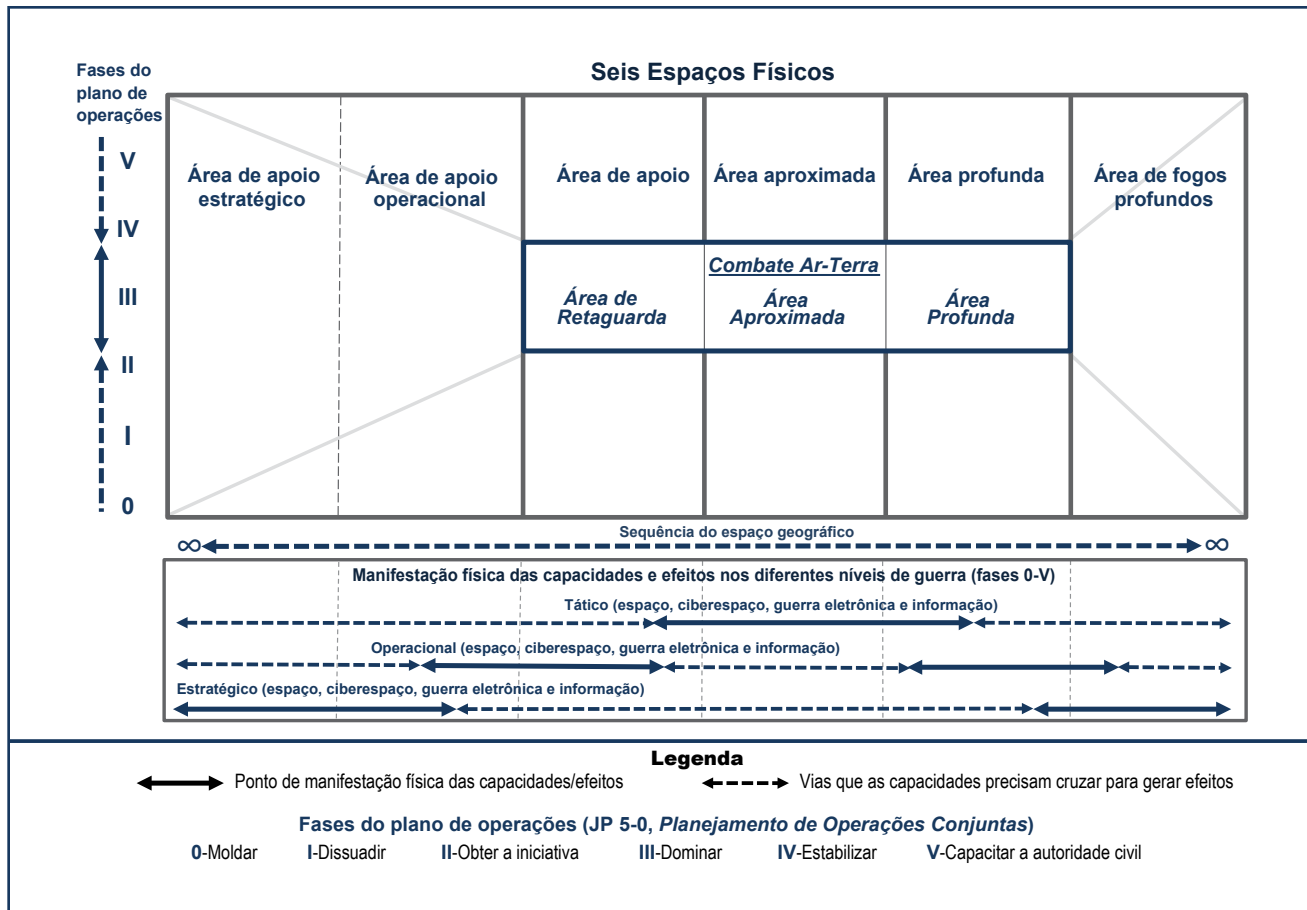 Seis Espaços Físicos
Fases do
plano de
operações
V
IV
III
II
I
0
Área de apoio
estratégico
Área de apoio
operacional
Área de apoio
Área aproximada
Área profunda
Área de fogos
profundos
Combate Ar-Terra
Área de
Retaguarda
Área
Aproximada
Área
Profunda
Sequência do espaço geográfico
∞ ∞
Manifestação física das capacidades e efeitos nos diferentes níveis de guerra (fases 0-V)
Tático (espaço, ciberespaço, guerra eletrônica e informação)
Operacional (espaço, ciberespaço, guerra eletrônica e informação)
Estratégico (espaço, ciberespaço, guerra eletrônica e informação)
Legenda
Ponto de manifestação física das capacidades/efeitos
Vias que as capacidades precisam cruzar para gerar efeitos
Fases do plano de operações (JP 5-0, Planejamento de Operações Conjuntas)
0-Moldar I-Dissuadir II-Obter a iniciativa III-Dominar IV-Estabilizar V-Capacitar a autoridade civil